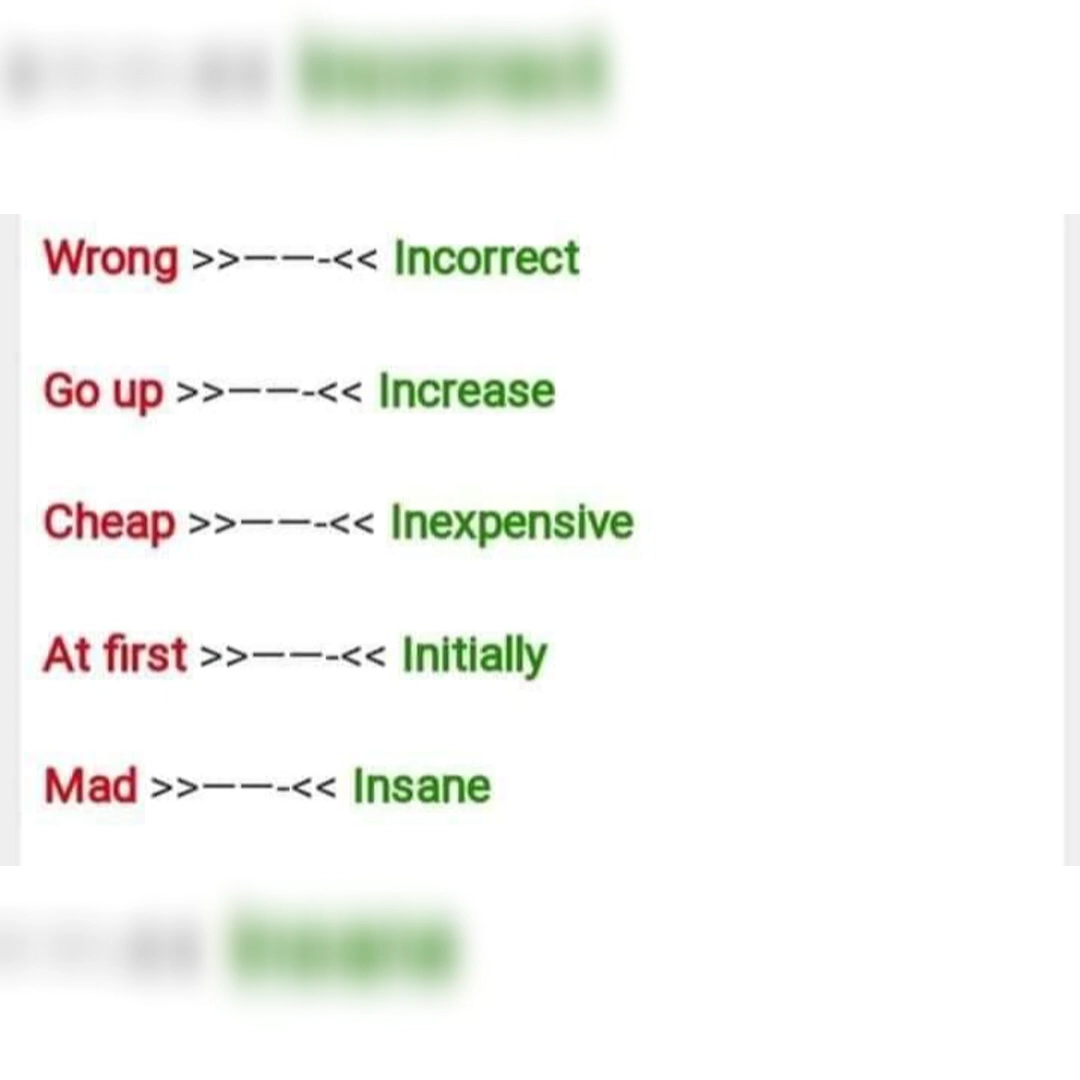 Wrong >>——-<< Incorrect
Go up >>——-<< Increase
Cheap >>——-<< Inexpensive
At first >>——-<< Initially
Mad >>——-<< Insane